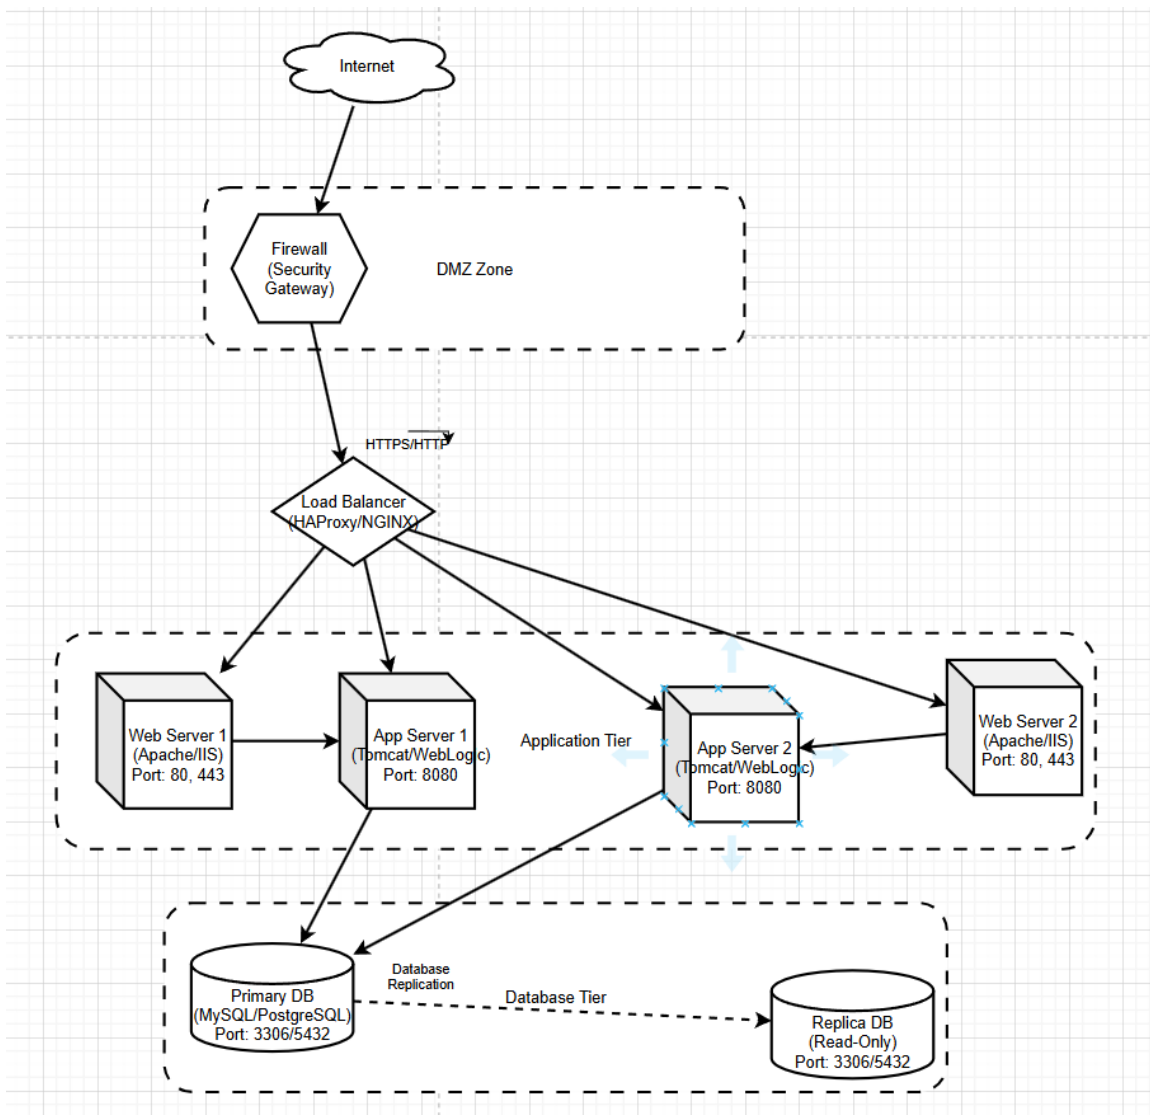 Internet
Firewall
(Security
Gateway)
DMZ Zone
HTTPS/HTTP
Load Balancer
(HAProxy/NGINX)
Web Server 1
(Apache/IIS)
Port: 80, 443
App Server 1
(Tomcat/WebLogic)
Port: 8080
Application Tier
App Server 2
(Tomcat/WebLogic)
Port: 8080
Web Server 2
(Apache/IIS)
Port: 80, 443
Primary DB
(MySQL/PostgreSQL)
Port: 3306/5432
Database
Replication
Database Tier
Replica DB
(Read-Only)
Port: 3306/5432